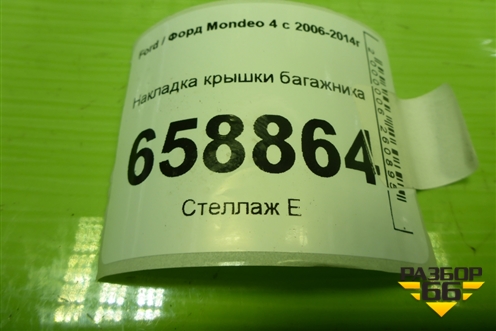 Ford / Форд Mondeo 4 с 2006-2014г
Накладка крышки багажника
658864
Стеллаж Е
РАЗБОР
66